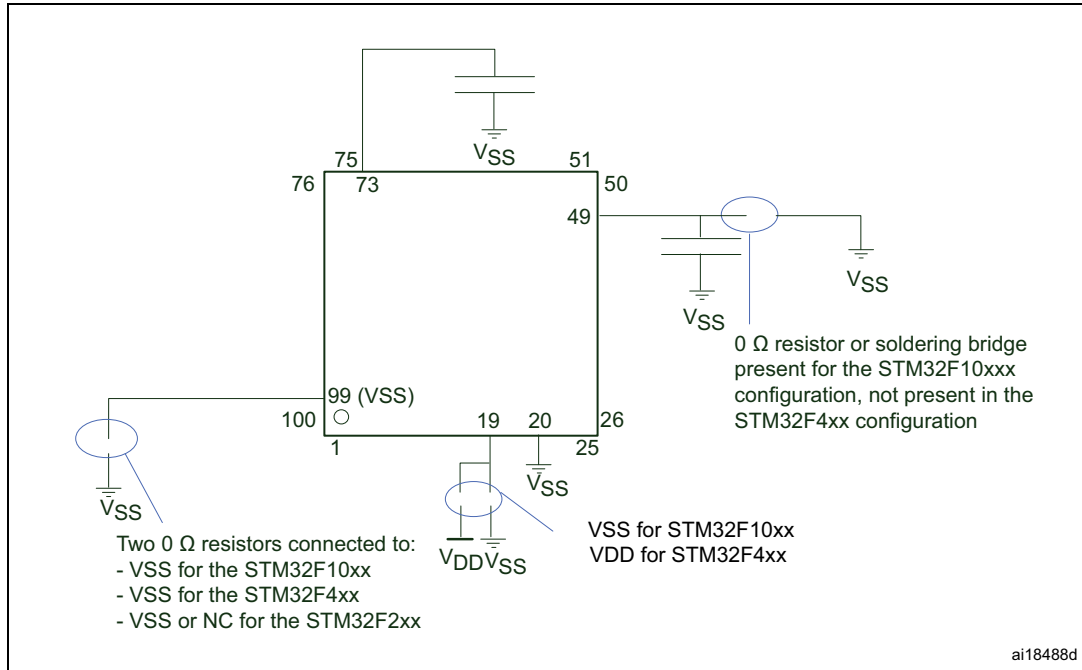 VSS
75
51
76
73
50
49
VSS
VSS
0 Ω resistor or soldering bridge
present for the STM32F10xxx
configuration, not present in the
STM32F4xx configuration
99 (VSS)
100
19
20
26
1
25
VSS
VSS
VDD VSS
VSS for STM32F10xx
VDD for STM32F4xx
Two 0 Ω resistors connected to:
- VSS for the STM32F10xx
- VSS for the STM32F4xx
- VSS or NC for the STM32F2xx
ai18488d